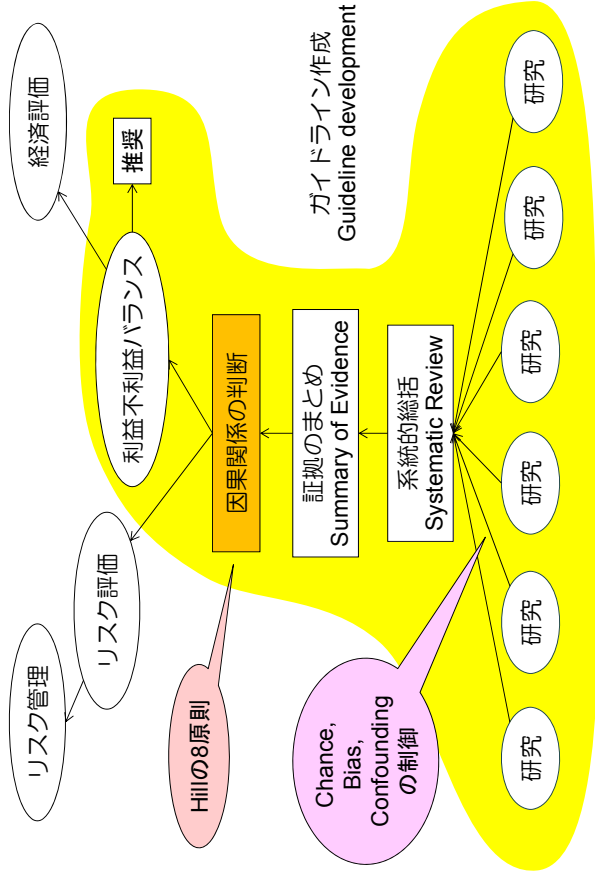 リスク管理
リスク評価
経済評価
推奨
利益不利益バランス
Hillの8原則
因果関係の判断
証拠のまとめ
Summary of Evidence
ガイドライン作成
Guideline development
系統的総括
Systematic Review
Chance,
Bias,
Confounding
の制御
研究
研究
研究
研究
研究
研究